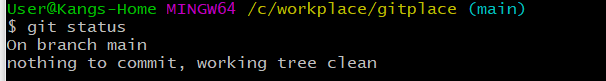 User@Kangs-Home MINGW64 /c/workplace/gitplace (main)
$ git status
On branch main
nothing to commit, working tree clean